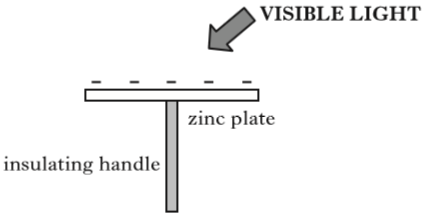 VISIBLE LIGHT
zinc plate
insulating handle